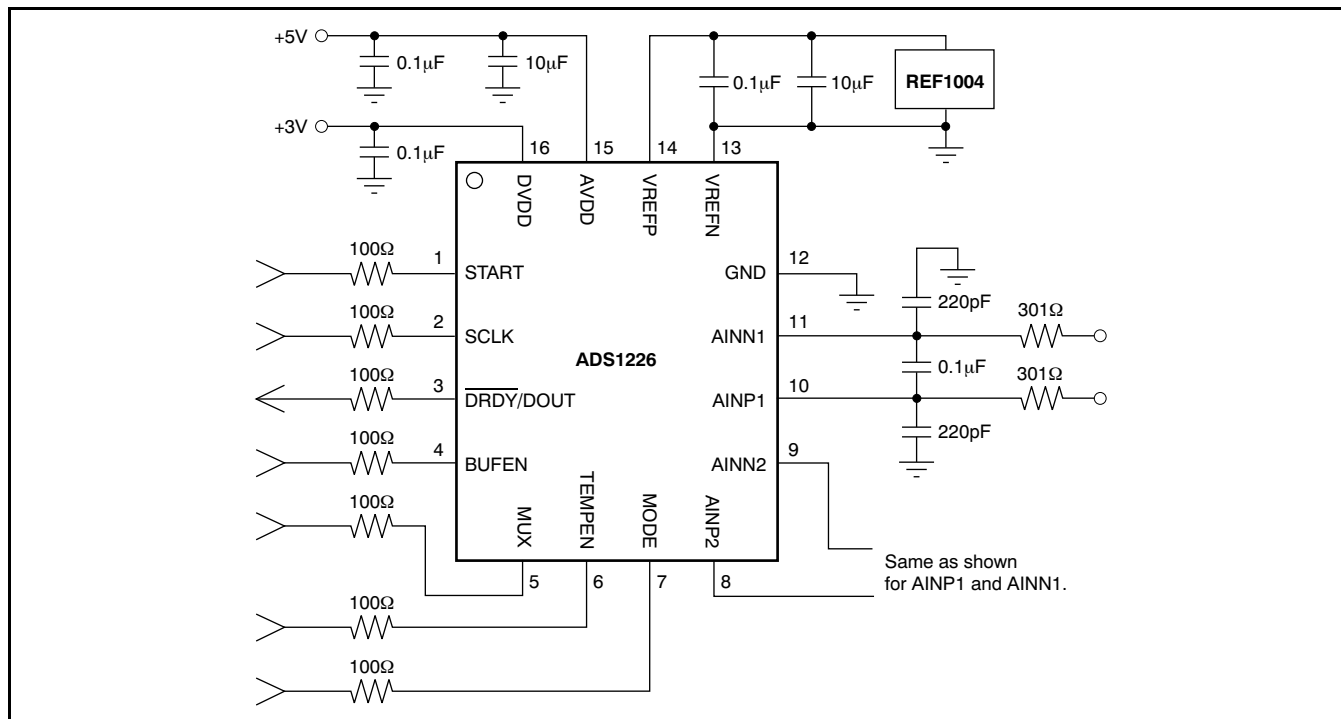 +5V
0.1μF
10μF
0.1μF
10μF
REF1004
+3V
0.1μF
16
15
14
13
DVDD
AVDD
VREFP
VREFN
100Ω
1
START
12
GND
220pF
100Ω
2
SCLK
11
AINN1
301Ω
ADS1226
0.1μF
100Ω
3
DRDY/DOUT
10
AINP1
301Ω
220pF
100Ω
4
BUFEN
9
AINN2
100Ω
MUX
TEMPEN
MODE
AINP2
5
6
7
8
Same as shown
for AINP1 and AINN1.
100Ω
100Ω